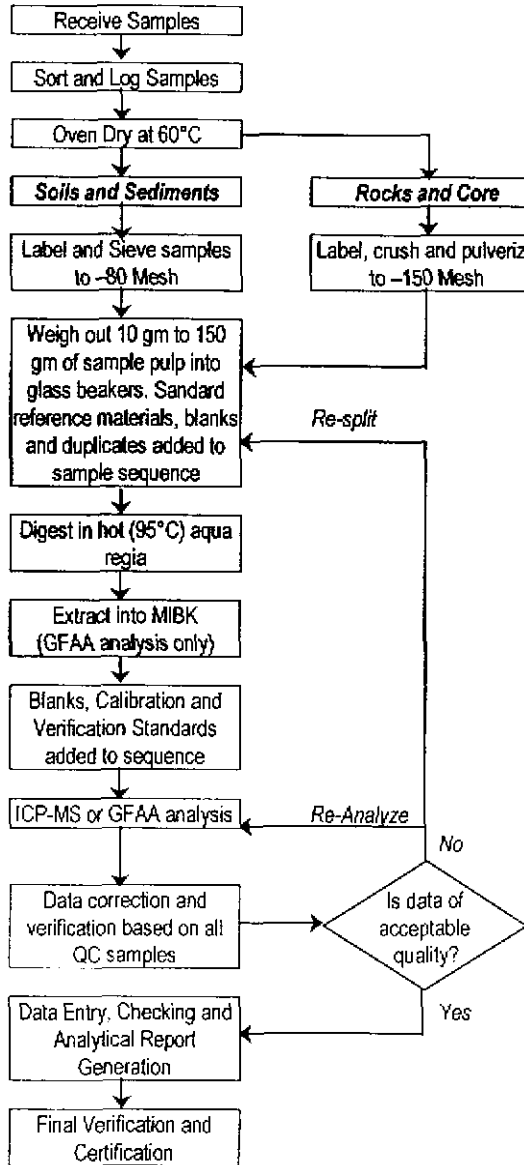 Receive Samples
Sort and Log Samples
Oven Dry at 60°C
Soils and Sediments
Rocks and Core
Label and Sieve samples
to -80 Mesh
Label, crush and pulveriz
to -150 Mesh
Weigh out 10 gm to 150
gm of sample pulp into
glass beakers. Sandard
reference materials, blanks
and duplicates added to
sample sequence
Re-split
Digest in hot (95°C) aqua
regia
Extract into MIBK
(GFAA analysis only)
Blanks, Calibration and
Verification Standards
added to sequence
ICP-MS or GFAA analysis
Re-Analyze
No
Data correction and
verification based on all
QC samples
Is data of
acceptable
quality?
Yes
Data Entry, Checking and
Analytical Report
Generation
Final Verification and
Certification